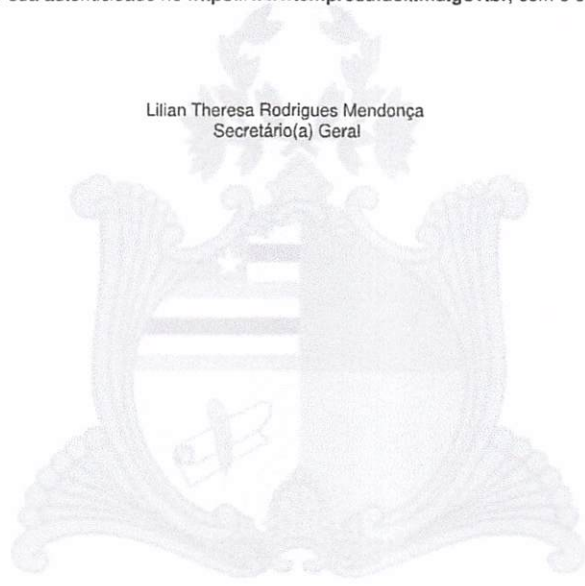 sua autenticidade no
Lilian Theresa Rodrigues Mendonça
Secretário(a) Geral